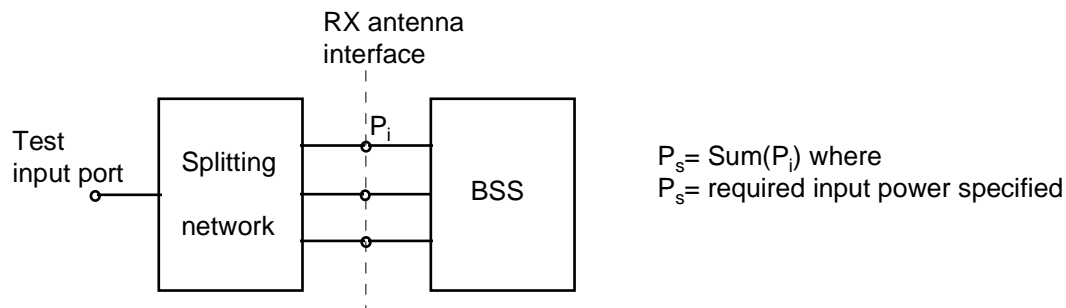 RX antenna
interface
P_i
Test
input port
Splitting
network
BSS
P_s= Sum(P_i) where
P_s= required input power specified